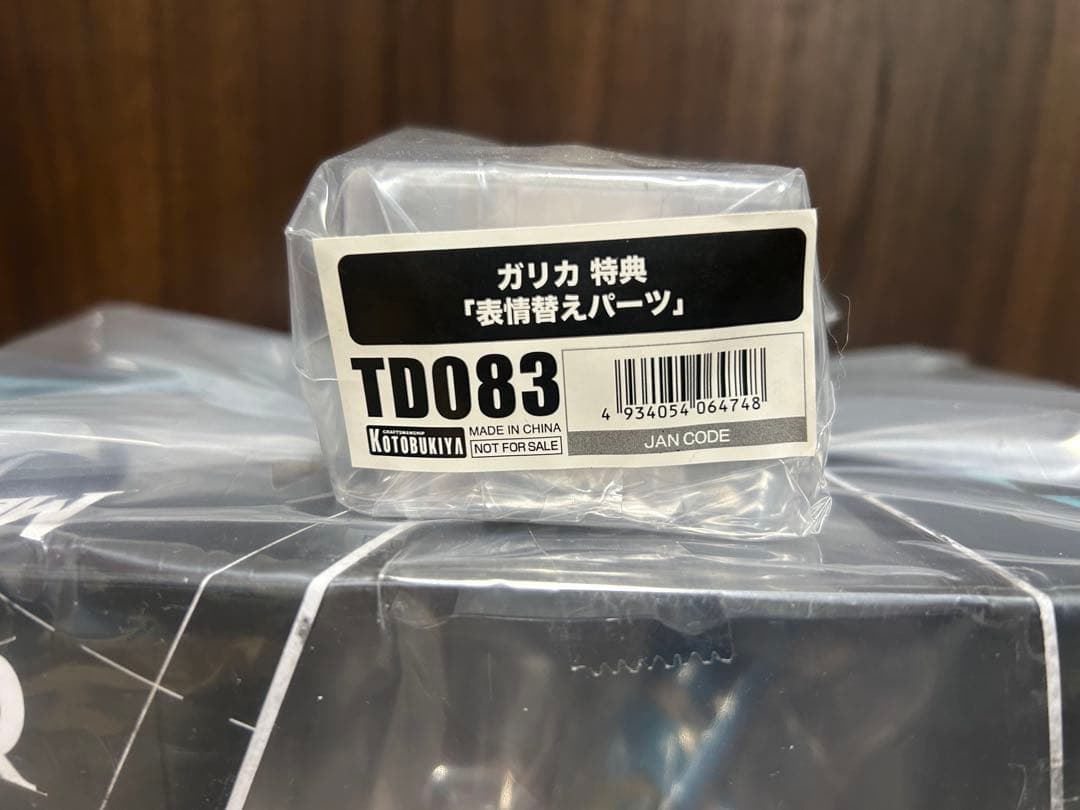 ガリカ 特典
「表情替えパーツ」
TD083
CRAFTSMANSHIP
KOTOBUKIYA
MADE IN CHINA
NOT FOR SALE
4 934054 064748
JAN CODE